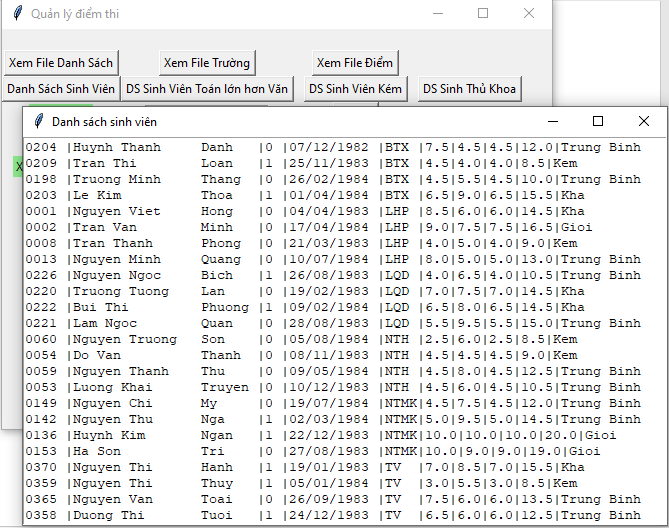 Quản lý điểm thi
Xem File Danh Sách Xem File Trường Xem File Điểm
Danh Sách Sinh Viên DS Sinh Viên Toán lớn hơn Văn DS Sinh Viên Kém DS Sinh Thủ Khoa
Danh sách sinh viên
0204 |Huynh Thanh Danh |0 |07/12/1982 |BTX |7.5|4.5|4.5|12.0|Trung Binh
0209 |Tran Thi Loan |1 |25/11/1983 |BTX |4.5|4.0|4.0|8.5|Kem
0198 |Truong Minh Thang |0 |26/02/1984 |BTX |4.5|5.5|4.5|10.0|Trung Binh
0203 |Le Kim Thoa |1 |01/04/1984 |BTX |6.5|9.0|6.5|15.5|Kha
0001 |Nguyen Viet Hong |0 |04/04/1983 |LHP |8.5|6.0|6.0|14.5|Kha
0002 |Tran Van Minh |0 |17/04/1984 |LHP |9.0|7.5|7.5|16.5|Gioi
0008 |Tran Thanh Phong |0 |21/03/1983 |LHP |4.0|5.0|4.0|9.0|Kem
0013 |Nguyen Minh Quang |0 |10/07/1984 |LHP |8.0|5.0|5.0|13.0|Trung Binh
0226 |Nguyen Ngoc Bich |1 |26/08/1983 |LQD |4.0|6.5|4.0|10.5|Trung Binh
0220 |Truong Tuong Lan |0 |19/02/1983 |LQD |7.0|7.5|7.0|14.5|Kha
0222 |Bui Thi Phuong |1 |09/02/1984 |LQD |6.5|8.0|6.5|14.5|Kha
0221 |Lam Ngoc Quan |0 |28/08/1983 |LQD |5.5|9.5|5.5|15.0|Trung Binh
0060 |Nguyen Truong Son |0 |05/08/1984 |NTH |2.5|6.0|2.5|8.5|Kem
0054 |Do Van Thanh |0 |08/11/1983 |NTH |4.5|4.5|4.5|9.0|Kem
0059 |Nguyen Thanh Thu |0 |09/05/1984 |NTH |4.5|8.0|4.5|12.5|Trung Binh
0053 |Luong Khai Truyen |0 |10/12/1983 |NTH |4.5|6.0|4.5|10.5|Trung Binh
0149 |Nguyen Chi My |0 |19/07/1984 |NTMK|4.5|7.5|4.5|12.0|Trung Binh
0142 |Nguyen Thu Nga |1 |02/03/1984 |NTMK|5.0|9.5|5.0|14.5|Trung Binh
0136 |Huynh Kim Ngan |1 |22/12/1983 |NTMK|10.0|10.0|10.0|20.0|Gioi
0153 |Ha Son Tri |0 |27/08/1983 |NTMK|10.0|9.0|9.0|19.0|Gioi
0370 |Nguyen Thi Hanh |1 |19/01/1983 |TV |7.0|8.5|7.0|15.5|Kha
0359 |Nguyen Thi Thuy |1 |05/01/1984 |TV |3.0|5.5|3.0|8.5|Kem
0365 |Nguyen Van Toai |0 |26/09/1983 |TV |7.5|6.0|6.0|13.5|Trung Binh
0358 |Duong Thi Tuoi |1 |24/12/1983 |TV |6.5|6.0|6.0|12.5|Trung Binh